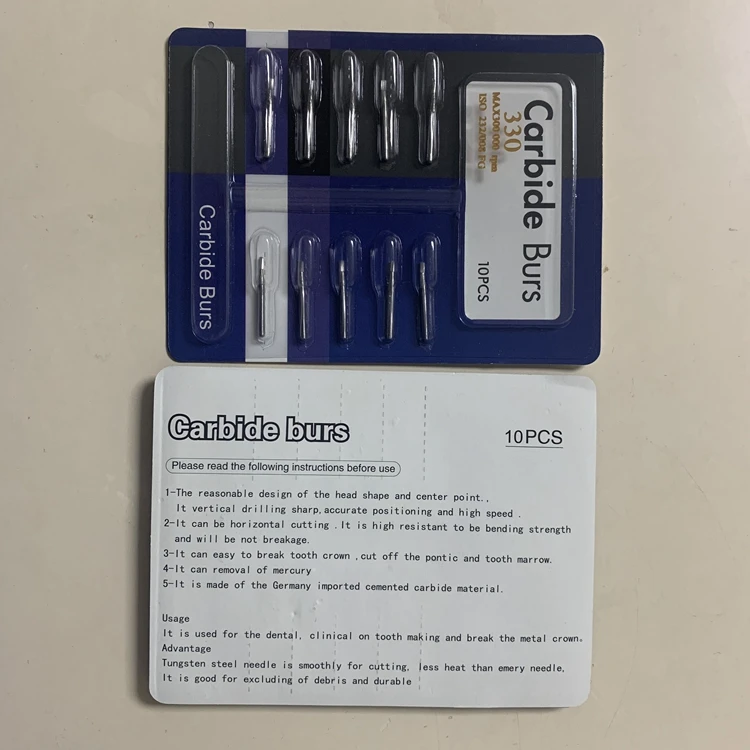 Carbide Burs
330
MAX300000 rpm
ISO 232/008 FG
10PCS
Carbide Burs
Carbide burs
10PCS
Please read the following instructions before use
1-The reasonable design of the head shape and center point.,
It vertical drilling sharp,accurate positioning and high speed .
2-It can be horizontal cutting .It is high resistant to be bending strength
and will be not breakage.
3-It can easy to break tooth crown ,cut off the pontic and tooth marrow.
4-It can removal of mercury
5-It is made of the Germany imported cemented carbide material.
Usage
It is used for the dental, clinical on tooth making and break the metal crown.
Advantage
Tungsten steel needle is smoothly for cutting, less heat than emery needle,
It is good for excluding of debris and durable